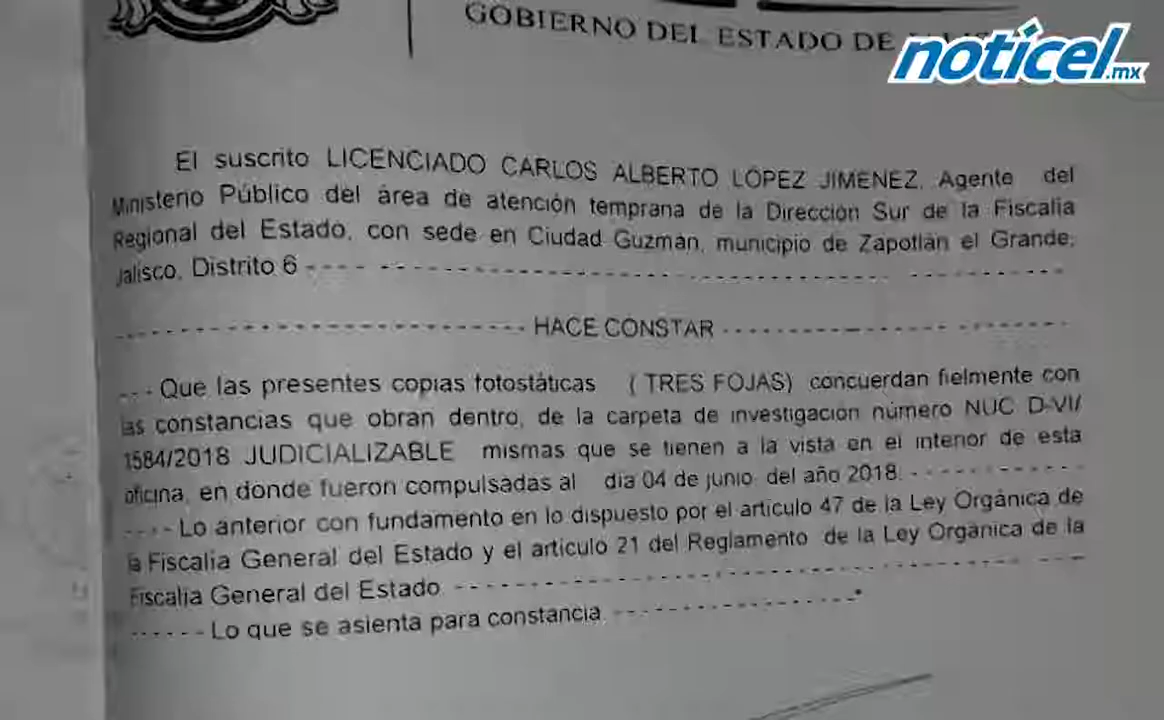 GOBIERNO DEL ESTADO DE
noticel.mx
El suscrito LICENCIADO CARLOS ALBERTO LÓPEZ JIMENEZ, Agente del
Ministerio Público del área de atención temprana de la Dirección Sur de la Fiscalía
Regional del Estado, con sede en Ciudad Guzmán, municipio de Zapotlán el Grande,
Jalisco, Distrito 6 - - - - - - - - - - - - - - - - - - - - - - - - - - - - - - - - - - - -
- - - - - - - - - - - - - - - - - - - - - - - - - - - HACE CONSTAR - - - - - - - - - - - - - - - - - - - - - - - -
- - - Que las presentes copias fotostáticas ( TRES FOJAS) concuerdan fielmente con
las constancias que obran dentro, de la carpeta de investigación número NUC D-VI/
1584/2018 JUDICIALIZABLE mismas que se tienen a la vista en el interior de esta
oficina, en donde fueron compulsadas al día 04 de junio del año 2018. - - - - - - - - - - -
- - - - Lo anterior con fundamento en lo dispuesto por el artículo 47 de la Ley Orgánica de
la Fiscalía General del Estado y el artículo 21 del Reglamento de la Ley Orgánica de la
Fiscalía General del Estado - - - - - - - - - - - - - - - - - - - - - - - - - - - - - - - - - - -
- - - - - - Lo que se asienta para constancia. - - - - - - - - - - - - - - - - - -